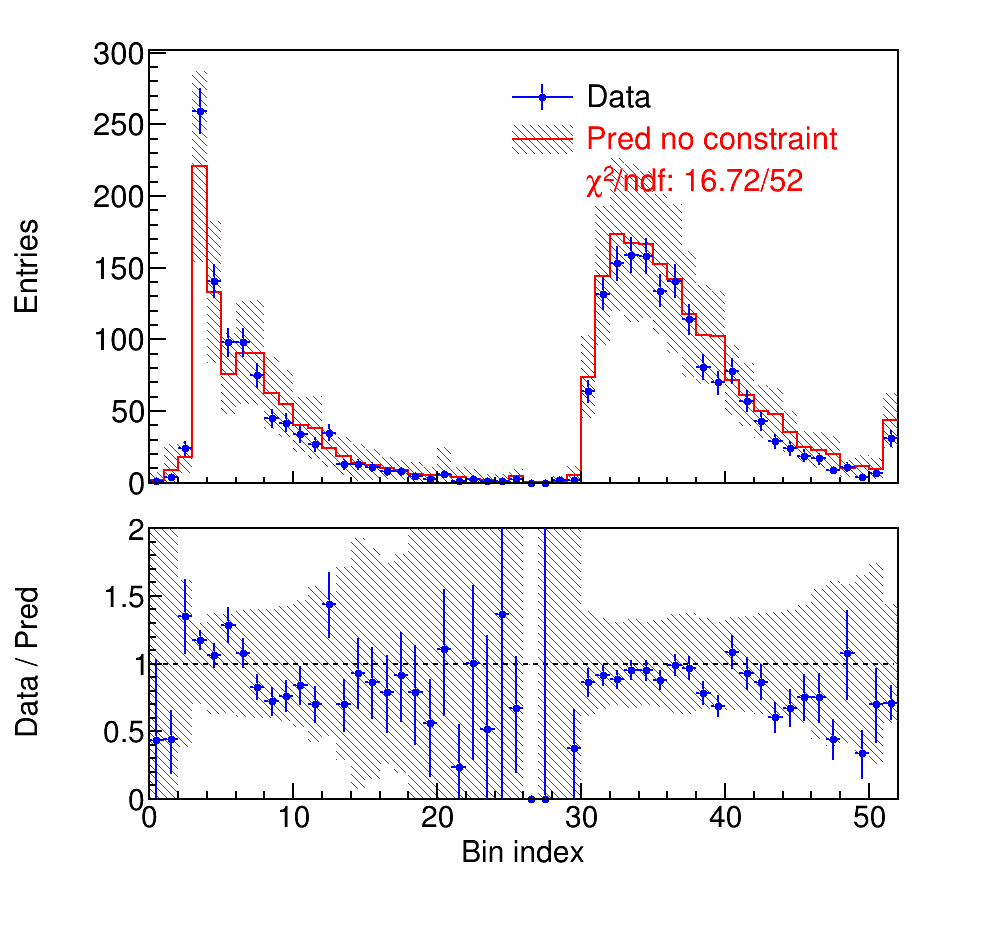 300
250
200
150
100
50
0
Entries
Data
Pred no constraint
χ²/ndf: 16.72/52
2
1.5
1
0.5
0
Data / Pred
0 10 20 30 40 50
Bin index